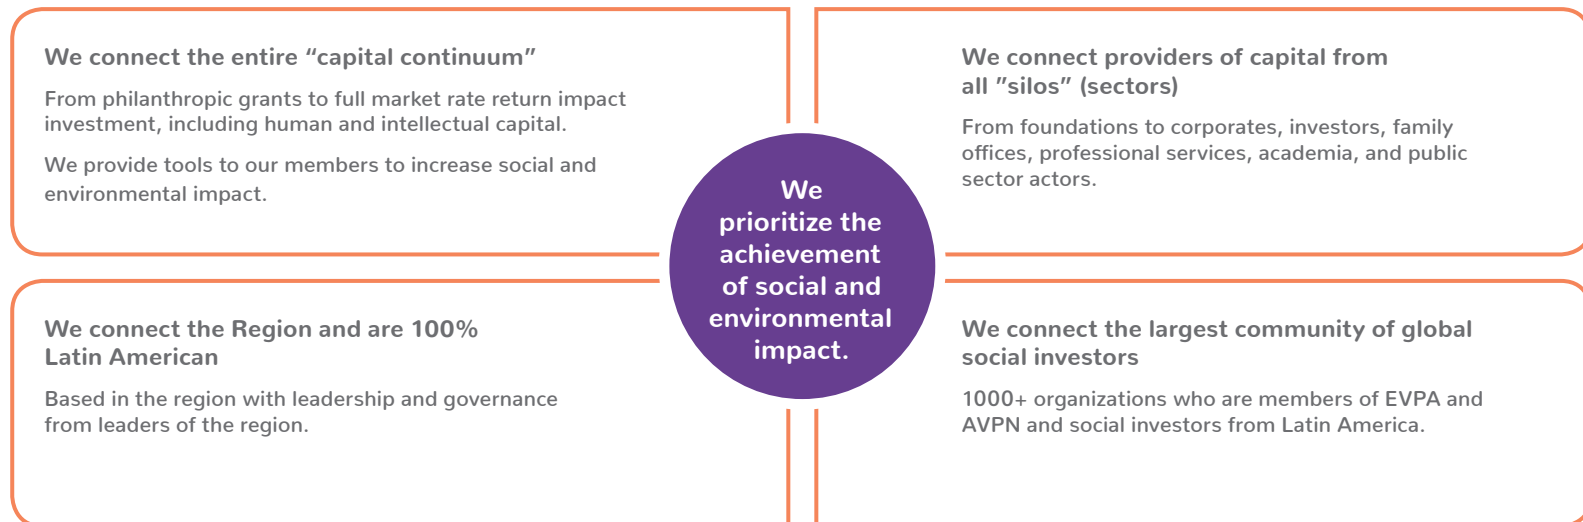 We connect the entire “capital continuum”
From philanthropic grants to full market rate return impact
investment, including human and intellectual capital.
We provide tools to our members to increase social and
environmental impact.
We connect providers of capital from
all ”silos” (sectors)
From foundations to corporates, investors, family
offices, professional services, academia, and public
sector actors.
We
prioritize the
achievement
of social and
environmental
impact.
We connect the Region and are 100%
Latin American
Based in the region with leadership and governance
from leaders of the region.
We connect the largest community of global
social investors
1000+ organizations who are members of EVPA and
AVPN and social investors from Latin America.